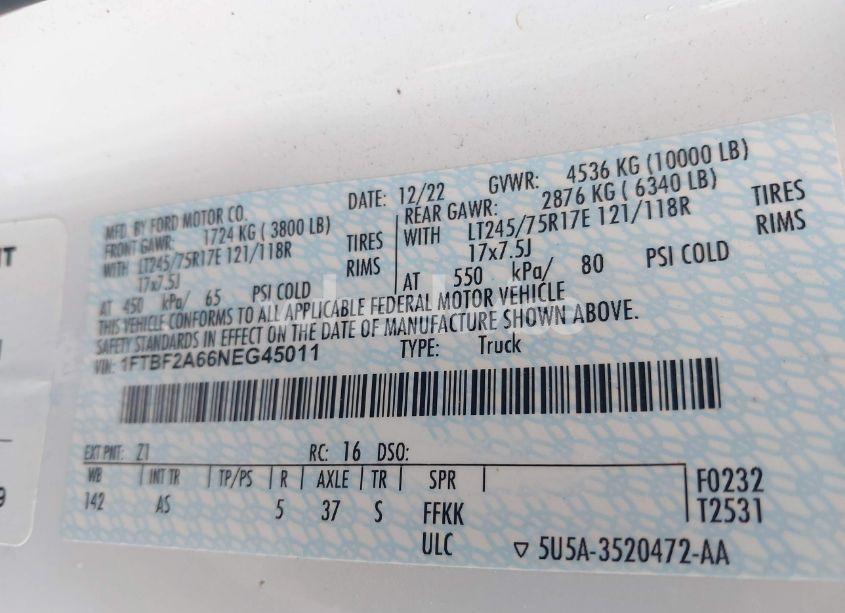 MFD. BY FORD MOTOR CO.
DATE: 12/22 GVWR: 4536 KG (10000 LB)
FRONT GAWR: 1724 KG ( 3800 LB)
REAR GAWR: 2876 KG ( 6340 LB)
WITH LT245/75R17E 121/118R TIRES
WITH LT245/75R17E 121/118R TIRES
17x7.5J RIMS
17x7.5J RIMS
AT 450 kPa/ 65 PSI COLD
AT 550 kPa/ 80 PSI COLD
THIS VEHICLE CONFORMS TO ALL APPLICABLE FEDERAL MOTOR VEHICLE
SAFETY STANDARDS IN EFFECT ON THE DATE OF MANUFACTURE SHOWN ABOVE.
VIN: 1FTBF2A66NEG45011 TYPE: Truck
EXT PNT: Z1 RC: 16 DSO:
WB INT TR TP/PS R AXLE TR SPR
142 AS 5 37 S FFKK
ULC
F0232
T2531
▽ 5U5A-3520472-AA
9